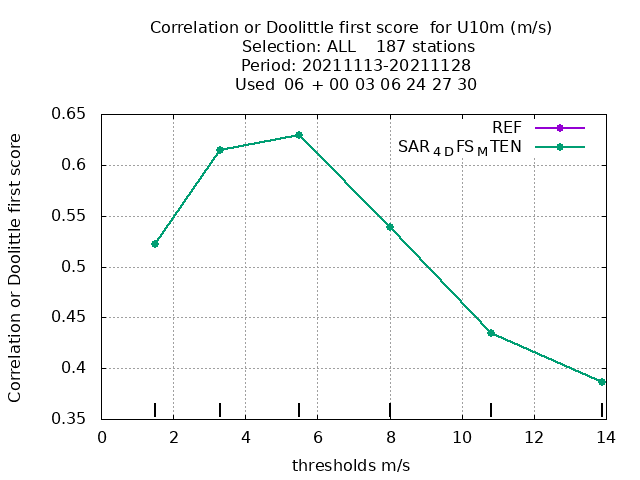 Correlation or Doolittle first score  for U10m (m/s)
Selection: ALL    187 stations
Period: 20211113-20211128
Used  06  + 00 03 06 24 27 30
REF
SAR4DFSMTEN
Correlation or Doolittle first score
0.65
0.6
0.55
0.5
0.45
0.4
0.35
0 2 4 6 8 10 12 14
thresholds m/s